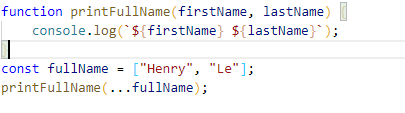 function printFullName(firstName, lastName) {
    console.log(`${firstName} ${lastName}`);
}
const fullName = ["Henry", "Le"];
printFullName(...fullName);